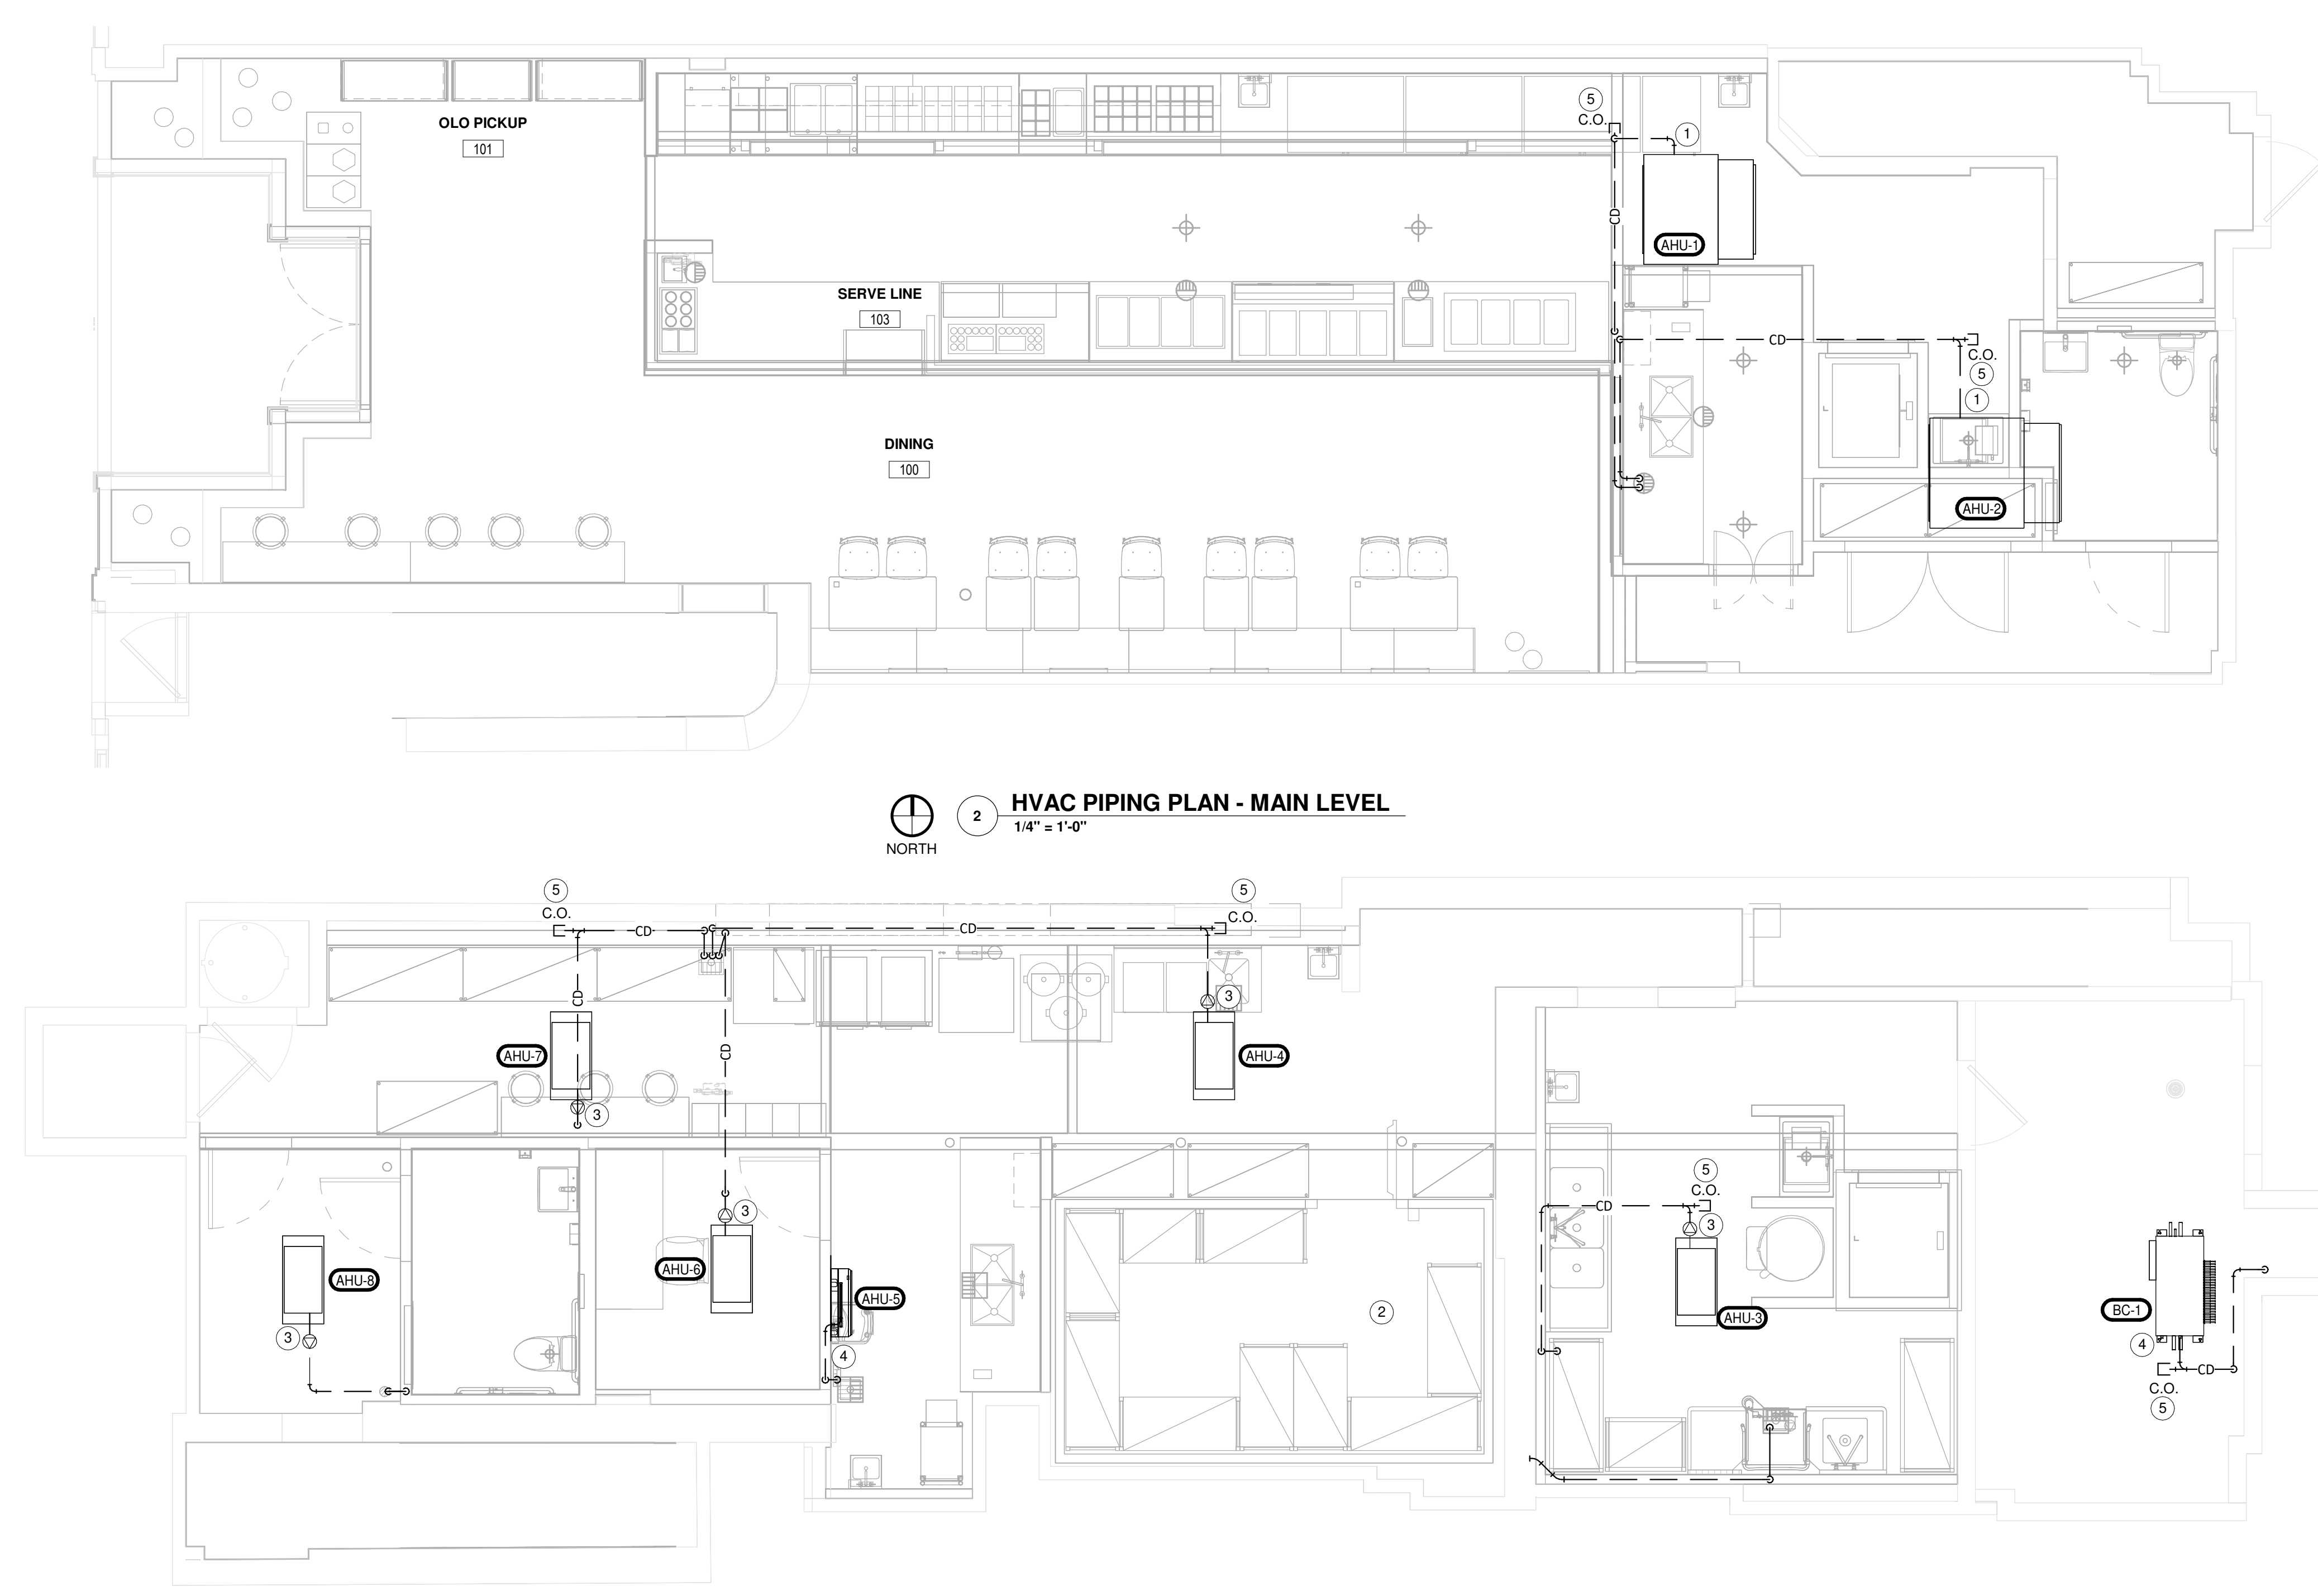 5
C.O.
1
OLO PICKUP
101
CD
AHU-1
SERVE LINE
103
CD
C.O.
5
1
DINING
100
AHU-2
2
HVAC PIPING PLAN - MAIN LEVEL
1/4" = 1'-0"
NORTH
5
C.O.
5
C.O.
CD
CD
3
CD
AHU-7
CD
AHU-4
3
5
C.O.
CD
3
3
AHU-6
AHU-8
AHU-5
3
4
2
AHU-3
BC-1
4
CD
C.O.
5